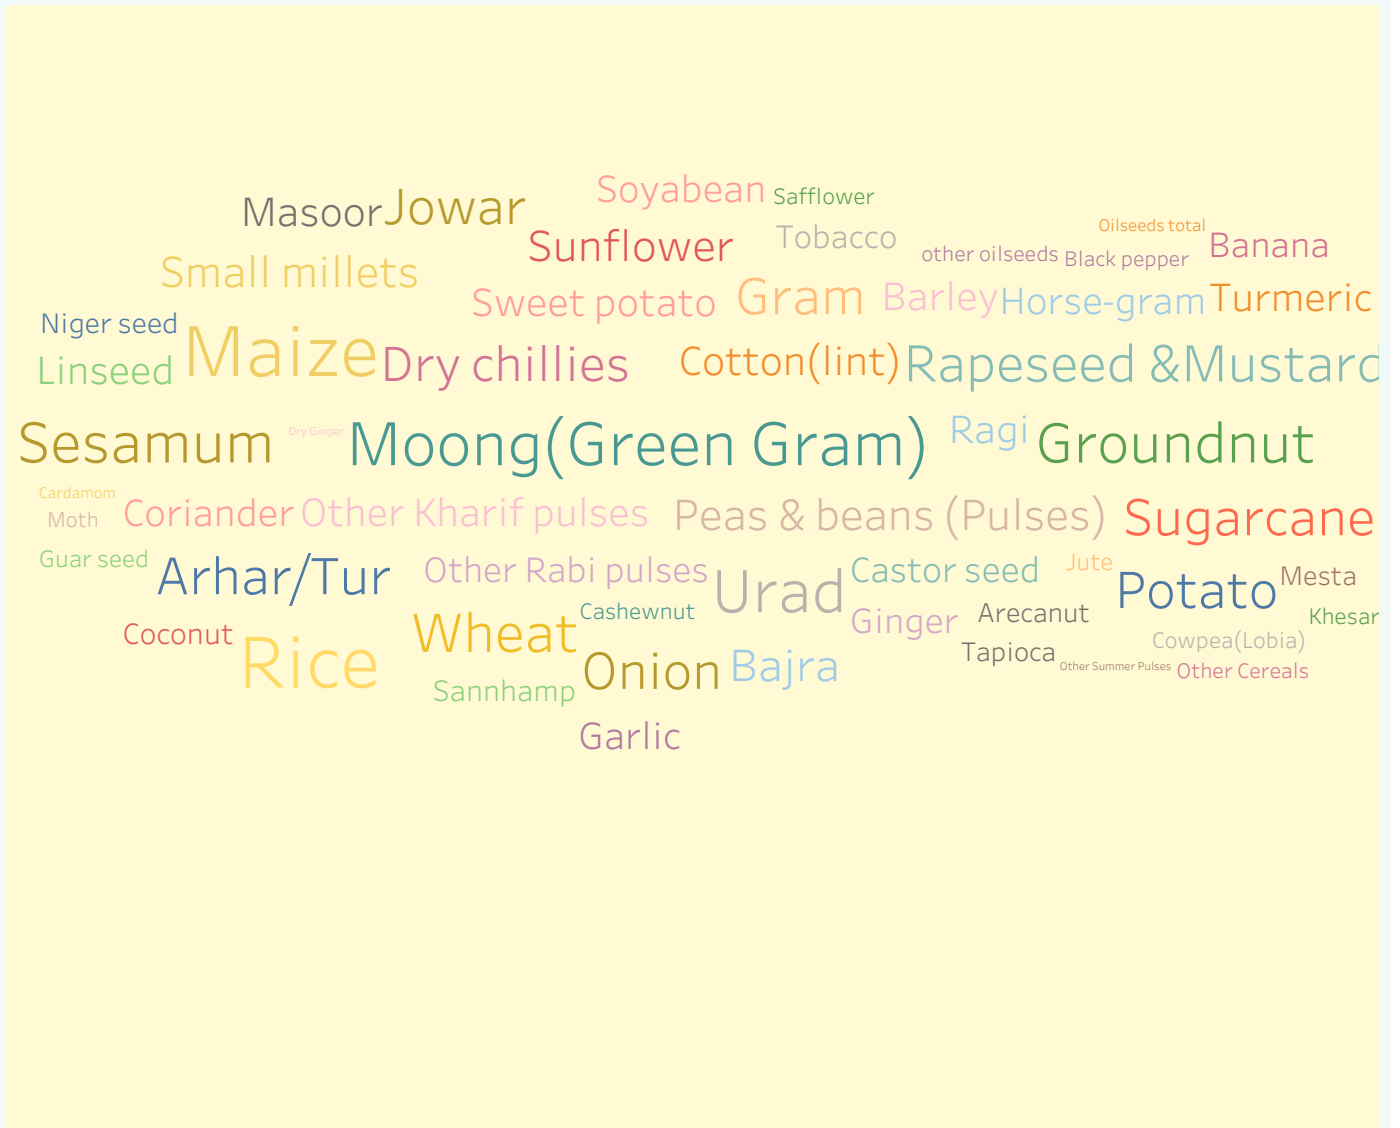 Soyabean
Safflower
Masoor
Jowar
Oilseeds total
Sunflower
Tobacco
other oilseeds
Black pepper
Banana
Small millets
Sweet potato
Gram
Barley
Horse-gram
Turmeric
Niger seed
Maize
Linseed
Dry chillies
Cotton(lint)
Rapeseed &Mustard
Sesamum
Dry Ginger
Moong(Green Gram)
Ragi
Groundnut
Cardamom
Moth
Coriander
Other Kharif pulses
Peas & beans (Pulses)
Sugarcane
Guar seed
Arhar/Tur
Other Rabi pulses
Urad
Castor seed
Jute
Potato
Mesta
Cashewnut
Ginger
Arecanut
Khesar
Coconut
Rice
Wheat
Onion
Bajra
Tapioca
Cowpea(Lobia)
Other Summer Pulses
Other Cereals
Sannhamp
Garlic